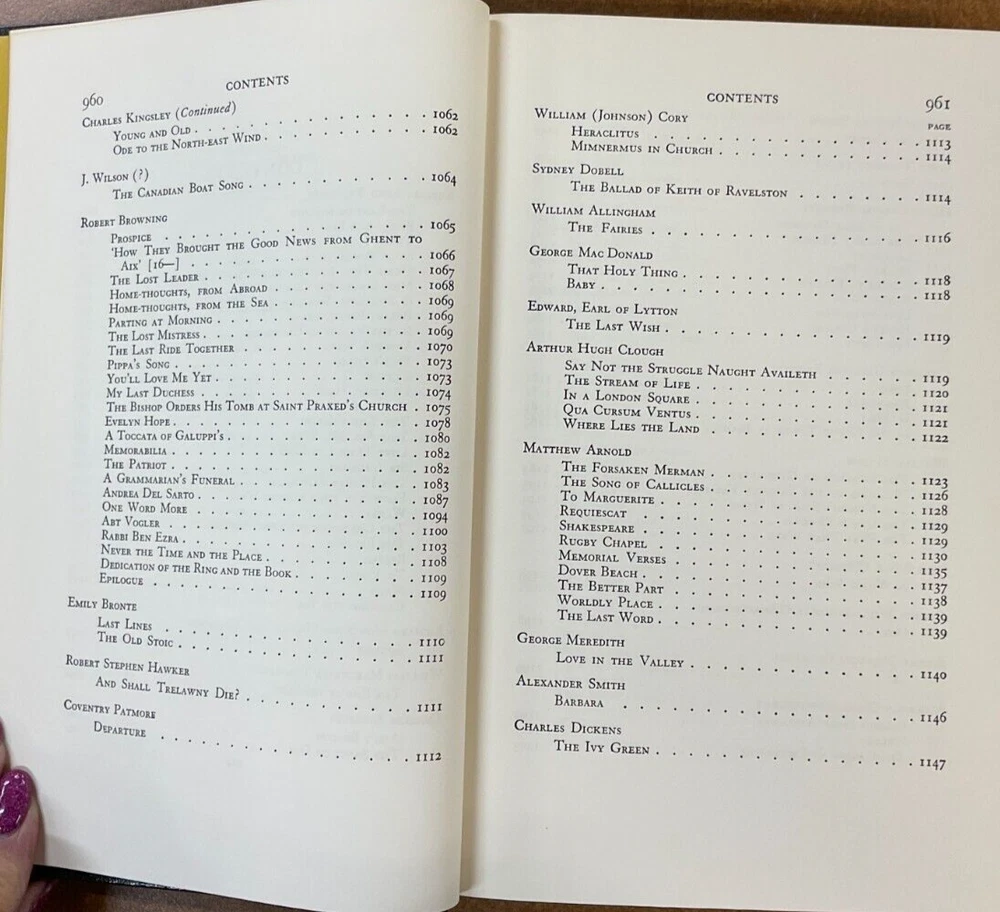 960 CONTENTS
CHARLES KINGSLEY (Continued)
YOUNG AND OLD . . . . . . . . . . . . 1062
ODE TO THE NORTH-EAST WIND . . . . . . . . . 1062
J. WILSON (?)
THE CANADIAN BOAT SONG . . . . . . . . . . 1064
ROBERT BROWNING
PROSPICE . . . . . . . . . . . . . 1065
'HOW THEY BROUGHT THE GOOD NEWS FROM GHENT TO
AIX' [16—] . . . . . . . . . . . . 1066
THE LOST LEADER . . . . . . . . . . . 1067
HOME-THOUGHTS, FROM ABROAD . . . . . . . . 1068
HOME-THOUGHTS, FROM THE SEA . . . . . . . . 1069
PARTING AT MORNING . . . . . . . . . . . 1069
THE LOST MISTRESS . . . . . . . . . . . 1069
THE LAST RIDE TOGETHER . . . . . . . . . 1070
PIPPA'S SONG . . . . . . . . . . . . 1073
YOU'LL LOVE ME YET . . . . . . . . . . . 1073
MY LAST DUCHESS . . . . . . . . . . . 1074
THE BISHOP ORDERS HIS TOMB AT SAINT PRAXED'S CHURCH . 1075
EVELYN HOPE . . . . . . . . . . . . 1078
A TOCCATA OF GALUPPI'S . . . . . . . . . . 1080
MEMORABILIA . . . . . . . . . . . . 1082
THE PATRIOT . . . . . . . . . . . . 1082
A GRAMMARIAN'S FUNERAL . . . . . . . . . 1083
ANDREA DEL SARTO . . . . . . . . . . . 1087
ONE WORD MORE . . . . . . . . . . . 1094
ABT VOGLER . . . . . . . . . . . . 1100
RABBI BEN EZRA . . . . . . . . . . . 1103
NEVER THE TIME AND THE PLACE . . . . . . . . 1108
DEDICATION OF THE RING AND THE BOOK . . . . . . 1109
EPILOGUE . . . . . . . . . . . . . 1109
EMILY BRONTE
LAST LINES . . . . . . . . . . . . 1110
THE OLD STOIC . . . . . . . . . . . . 1111
ROBERT STEPHEN HAWKER
AND SHALL TRELAWNY DIE? . . . . . . . . . 1111
COVENTRY PATMORE
DEPARTURE . . . . . . . . . . . . 1112
CONTENTS 961
PAGE
WILLIAM (JOHNSON) CORY
HERACLITUS . . . . . . . . . . . . 1113
MIMNERMUS IN CHURCH . . . . . . . . . . 1114
SYDNEY DOBELL
THE BALLAD OF KEITH OF RAVELSTON . . . . . . . 1114
WILLIAM ALLINGHAM
THE FAIRIES . . . . . . . . . . . . 1116
GEORGE MAC DONALD
THAT HOLY THING . . . . . . . . . . . 1118
BABY . . . . . . . . . . . . . . 1118
EDWARD, EARL OF LYTTON
THE LAST WISH . . . . . . . . . . . . 1119
ARTHUR HUGH CLOUGH
SAY NOT THE STRUGGLE NAUGHT AVAILETH . . . . . 1119
THE STREAM OF LIFE . . . . . . . . . . . 1120
IN A LONDON SQUARE . . . . . . . . . . . 1121
QUA CURSUM VENTUS . . . . . . . . . . . 1121
WHERE LIES THE LAND . . . . . . . . . . 1122
MATTHEW ARNOLD
THE FORSAKEN MERMAN . . . . . . . . . . 1123
THE SONG OF CALLICLES . . . . . . . . . . 1126
TO MARGUERITE . . . . . . . . . . . . 1128
REQUIESCAT . . . . . . . . . . . . 1129
SHAKESPEARE . . . . . . . . . . . . 1129
RUGBY CHAPEL . . . . . . . . . . . . 1130
MEMORIAL VERSES . . . . . . . . . . . 1135
DOVER BEACH . . . . . . . . . . . . 1137
THE BETTER PART . . . . . . . . . . . 1138
WORLDLY PLACE . . . . . . . . . . . . 1139
THE LAST WORD . . . . . . . . . . . . 1139
GEORGE MEREDITH
LOVE IN THE VALLEY . . . . . . . . . . . 1140
ALEXANDER SMITH
BARBARA . . . . . . . . . . . . . 1146
CHARLES DICKENS
THE IVY GREEN . . . . . . . . . . . . 1147